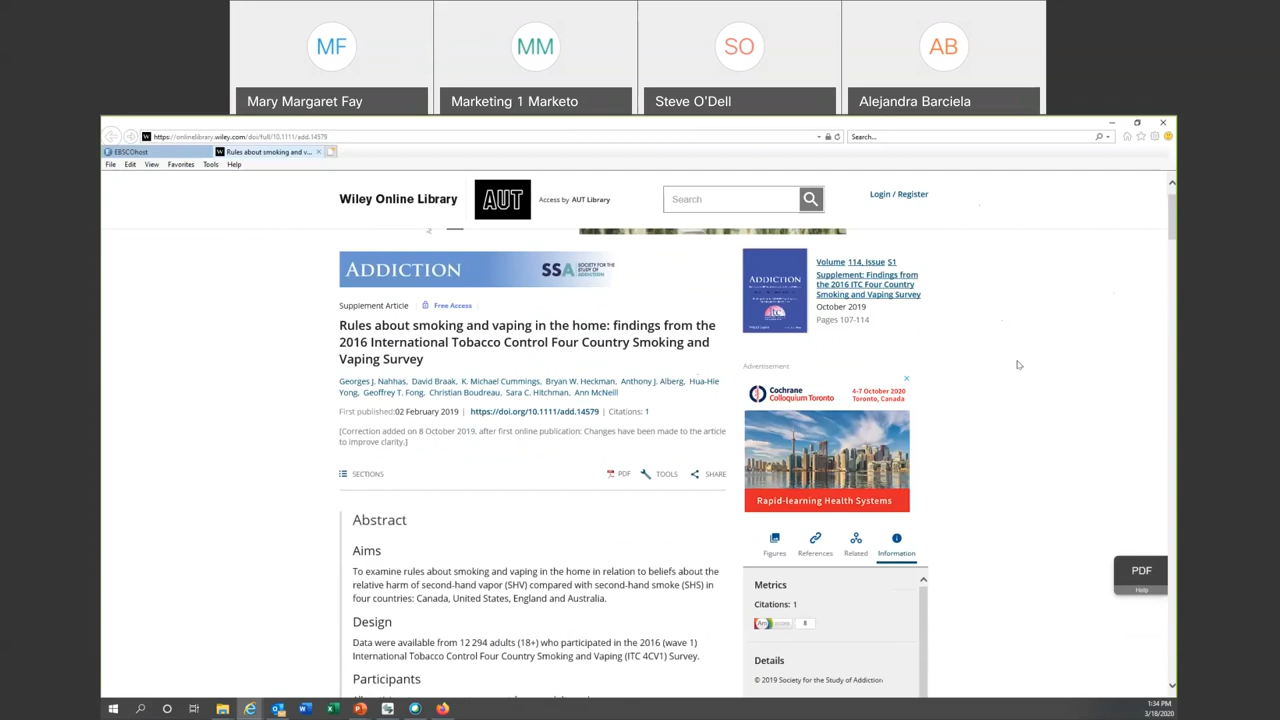 MF
MM
SO
AB
Mary Margaret Fay
Marketing 1 Marketo
Steve O'Dell
Alejandra Barciela
https://onlinelibrary.wiley.com/doi/full/10.1111/add.14579
Search...
EBSCOhost
Rules about smoking and v...
File Edit View Favorites Tools Help
Wiley Online Library
AUT
Access by AUT Library
Search
Login / Register
ADDICTION
SSA SOCIETY FOR THE
STUDY OF
ADDICTION
Supplement Article
Free Access
Rules about smoking and vaping in the home: findings from the
2016 International Tobacco Control Four Country Smoking and
Vaping Survey
Georges J. Nahhas, David Braak, K. Michael Cummings, Bryan W. Heckman, Anthony J. Alberg, Hua-Hie
Yong, Geoffrey T. Fong, Christian Boudreau, Sara C. Hitchman, Ann McNeill
First published:02 February 2019 | https://doi.org/10.1111/add.14579 | Citations: 1
[Correction added on 8 October 2019, after first online publication: Changes have been made to the article
to improve clarity.]
SECTIONS
PDF
TOOLS
SHARE
Abstract
Aims
To examine rules about smoking and vaping in the home in relation to beliefs about the
relative harm of second-hand vapor (SHV) compared with second-hand smoke (SHS) in
four countries: Canada, United States, England and Australia.
Design
Data were available from 12 294 adults (18+) who participated in the 2016 (wave 1)
International Tobacco Control Four Country Smoking and Vaping (ITC 4CV1) Survey.
Participants
ADDICTION
itc
Volume 114, Issue S1
Supplement: Findings from
the 2016 ITC Four Country
Smoking and Vaping Survey
October 2019
Pages 107-114
Advertisement
Cochrane
Colloquium Toronto
4-7 October 2020
Toronto, Canada
Rapid-learning Health Systems
Figures
References
Related
Information
Metrics
Citations: 1
Am score 8
Details
© 2019 Society for the Study of Addiction
PDF
Help
1:34 PM
3/18/2020